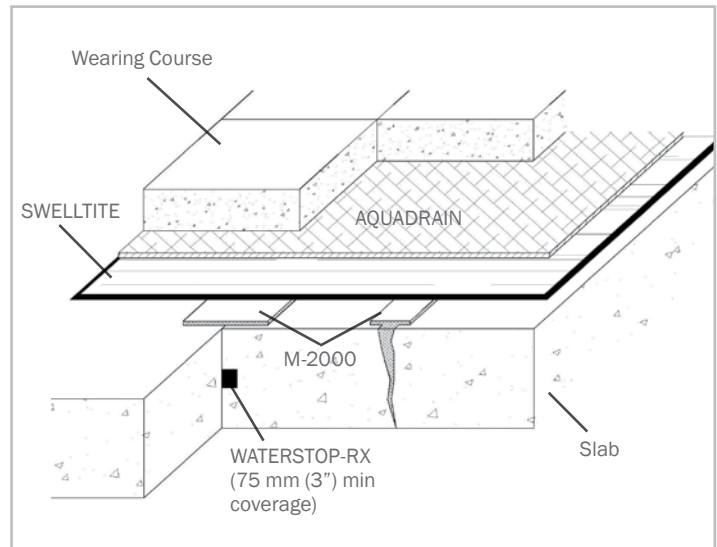 Wearing Course
SWELLTITE
AQUADRAIN
M-2000
WATERSTOP-RX
(75 mm (3”) min
coverage)
Slab